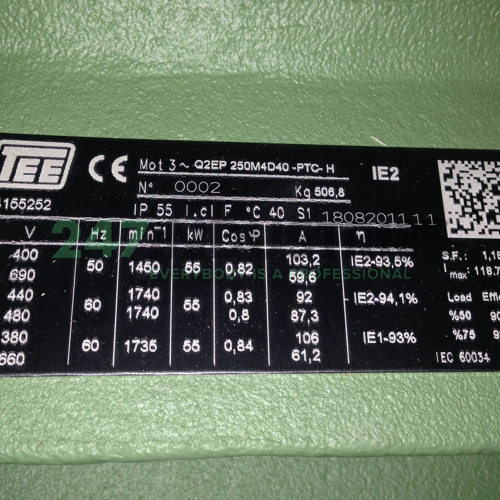 TEE CE Mot 3~ Q2EP 250M4D40-PTC-H IE2
N° 0002 Kg 506,8
4155252 IP 55 I.cl F °C 40 S1 1808201111
V Hz min⁻¹ kW Cosφ A η
400 50 1460 55 0,82 103,2 IE2-93,5%
690 59,6
440 60 1740 55 0,83 92 IE2-94,1%
480 1740 0,8 87,3
380 60 1735 55 0,84 106 IE1-93%
660 61,2
S.F.: 1,15
I max: 118,7
Load Eff
%50
%75
IEC 60034
247
EVERYBODY IS A PROFESSIONAL